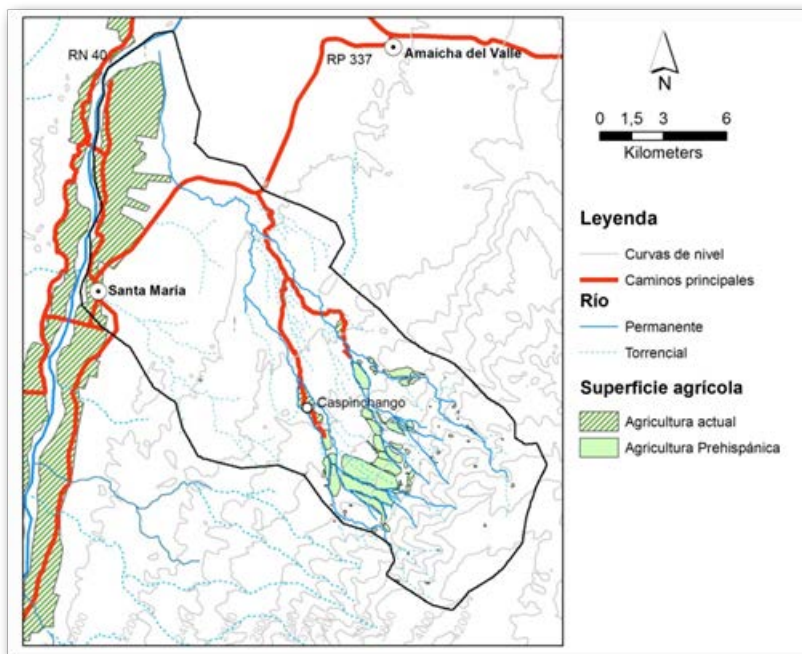 RN 40
RP 337
Amaicha del Valle
Santa María
Caspinchango
N
0 1,5 3 6
Kilometers
Leyenda
Curvas de nivel
Caminos principales
Río
Permanente
Torrencial
Superficie agrícola
Agricultura actual
Agricultura Prehispánica